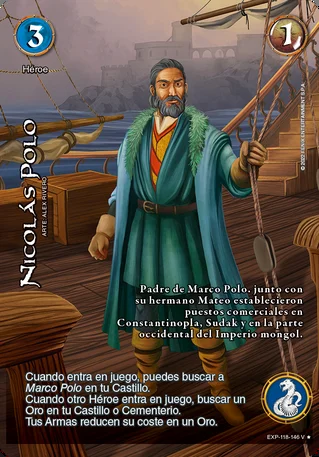 3
1
Héroe
© 2022 FENIX ENTERTAINMENT S.P.A.
Nicolás Polo
ARTE ALEX RIVERO
Padre de Marco Polo. junto con
su hermano Mateo establecieron
puestos comerciales en
Constantinopla, Sudak y en la parte
occidental del Imperio mongol.
Cuando entra en juego, puedes buscar a
Marco Polo en tu Castillo.
Cuando otro Héroe entra en juego, buscar un
Oro en tu Castillo o Cementerio.
Tus Armas reducen su coste en un Oro.
EXP-118-146 V ★